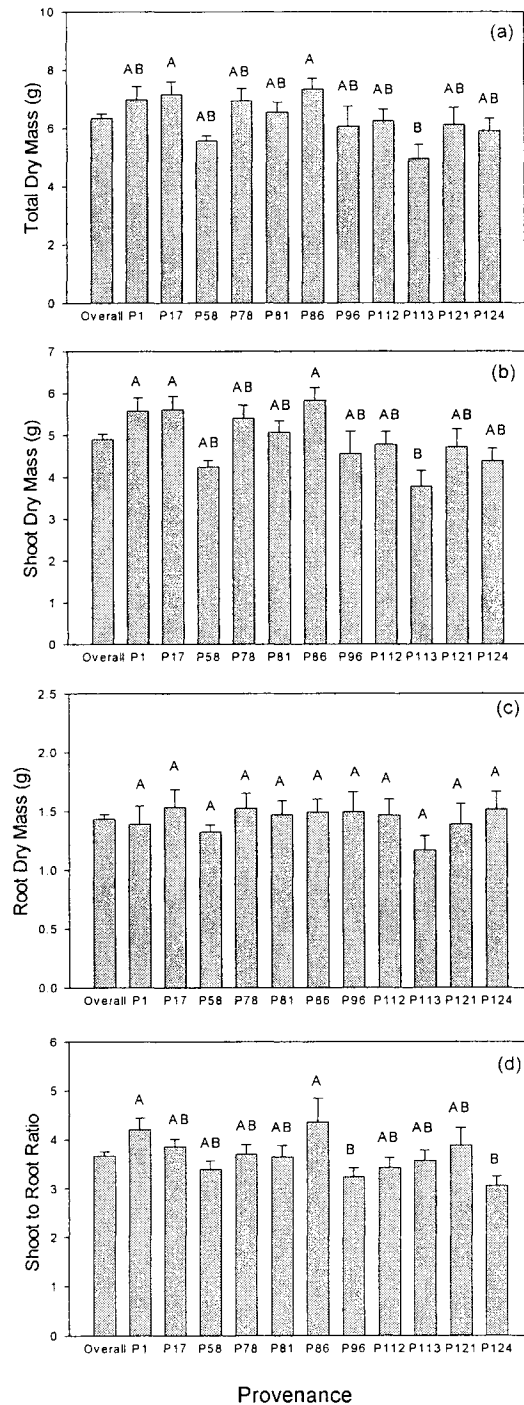 (a)
Total Dry Mass (g)
10
8
6
4
2
0
AB A AB AB AB A AB AB B AB AB
Overall P1 P17 P58 P78 P81 P86 P96 P112 P113 P121 P124
(b)
Shoot Dry Mass (g)
7
6
5
4
3
2
1
0
A A AB AB AB A AB AB B AB AB
Overall P1 P17 P58 P78 P81 P86 P96 P112 P113 P121 P124
(c)
Root Dry Mass (g)
2.5
2.0
1.5
1.0
0.5
0.0
A A A A A A A A A A A
Overall P1 P17 P58 P78 P81 P86 P96 P112 P113 P121 P124
(d)
Shoot to Root Ratio
6
5
4
3
2
1
0
A AB AB AB AB A B AB AB AB B
Overall P1 P17 P58 P78 P81 P86 P96 P112 P113 P121 P124
Provenance